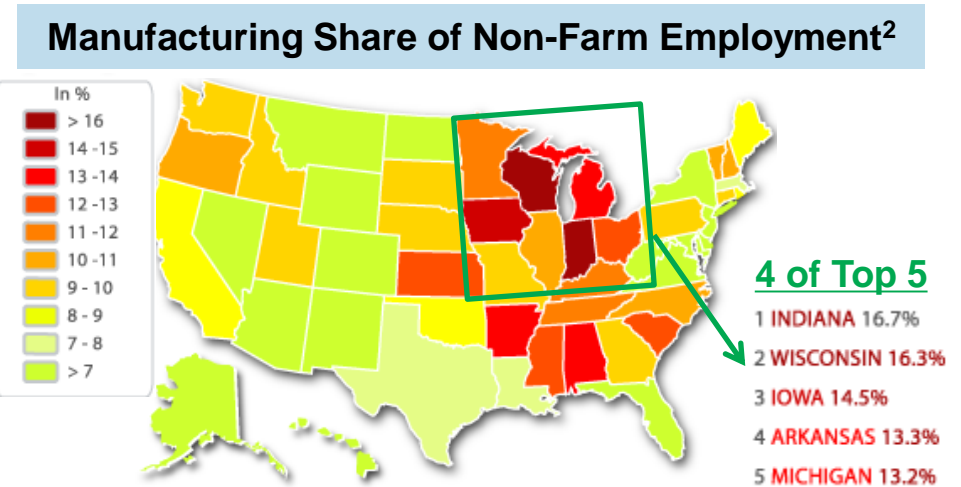 Manufacturing Share of Non-Farm Employment²
In %
> 16
14 -15
13 -14
12 -13
11 -12
10 -11
9 - 10
8 - 9
7 - 8
> 7
4 of Top 5
1 INDIANA 16.7%
2 WISCONSIN 16.3%
3 IOWA 14.5%
4 ARKANSAS 13.3%
5 MICHIGAN 13.2%